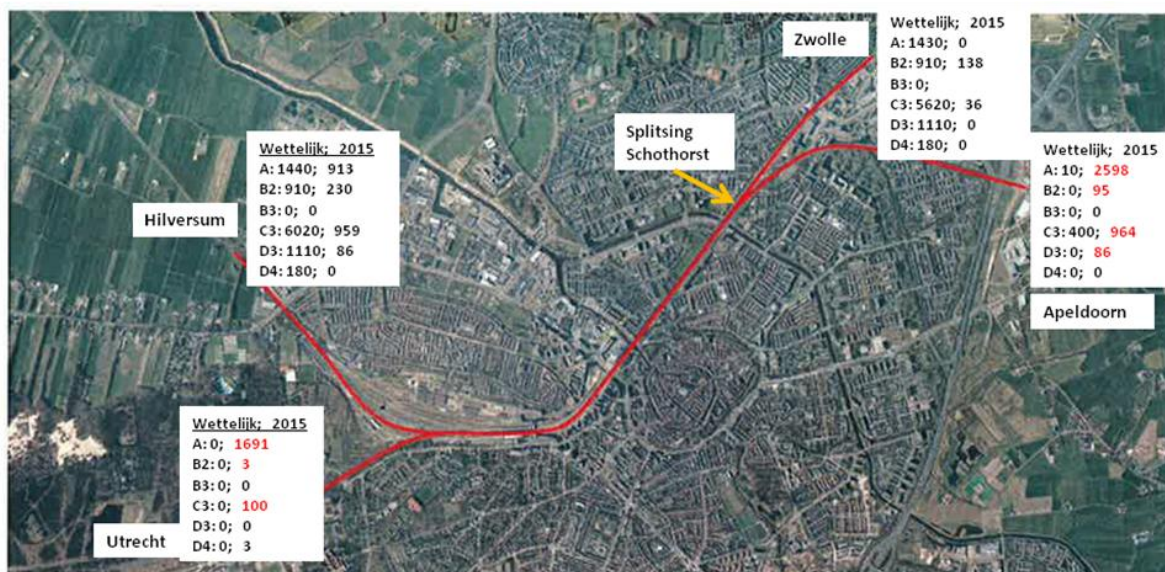 Zwolle
Wettelijk; 2015
A: 1430; 0
B2: 910; 138
B3: 0;
C3: 5620; 36
D3: 1110; 0
D4: 180; 0
Splitsing
Schothorst
Wettelijk; 2015
A: 1440; 913
B2: 910; 230
B3: 0; 0
C3: 6020; 959
D3: 1110; 86
D4: 180; 0
Hilversum
Wettelijk; 2015
A: 10; 2598
B2: 0; 95
B3: 0; 0
C3: 400; 964
D3: 0; 86
D4: 0; 0
Apeldoorn
Wettelijk; 2015
A: 0; 1691
B2: 0; 3
B3: 0; 0
C3: 0; 100
D3: 0; 0
D4: 0; 3
Utrecht